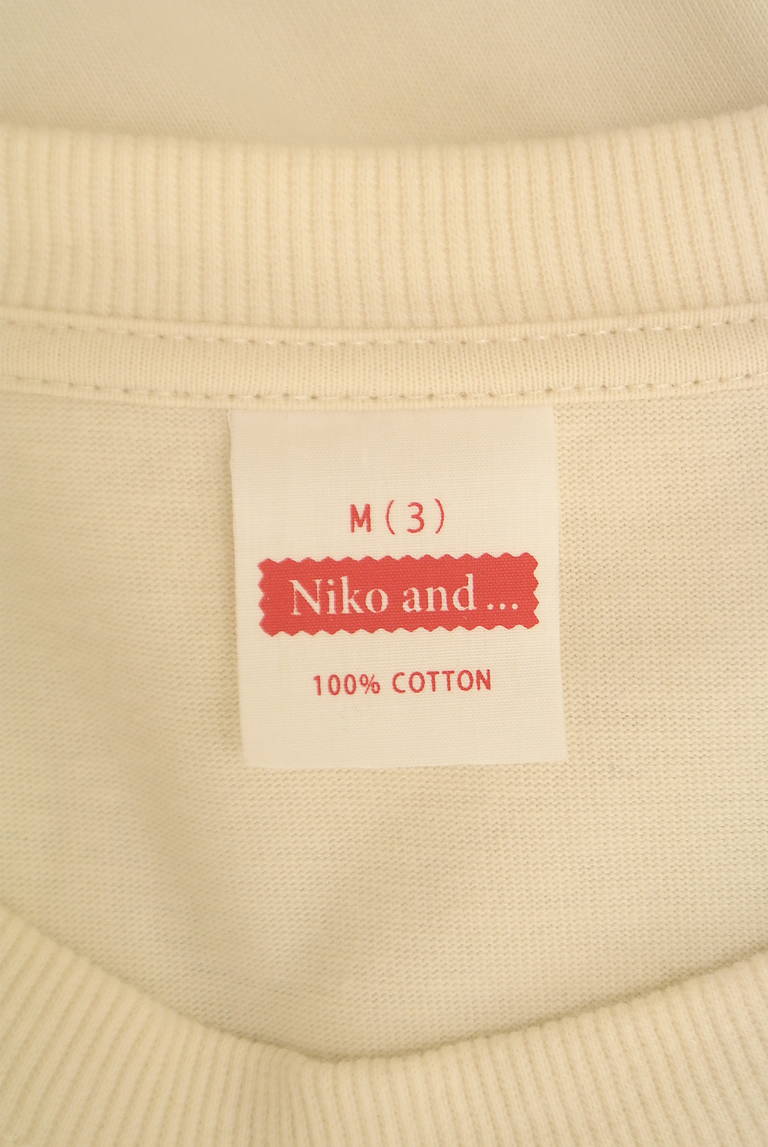 M(3)
Niko and...
100% COTTON